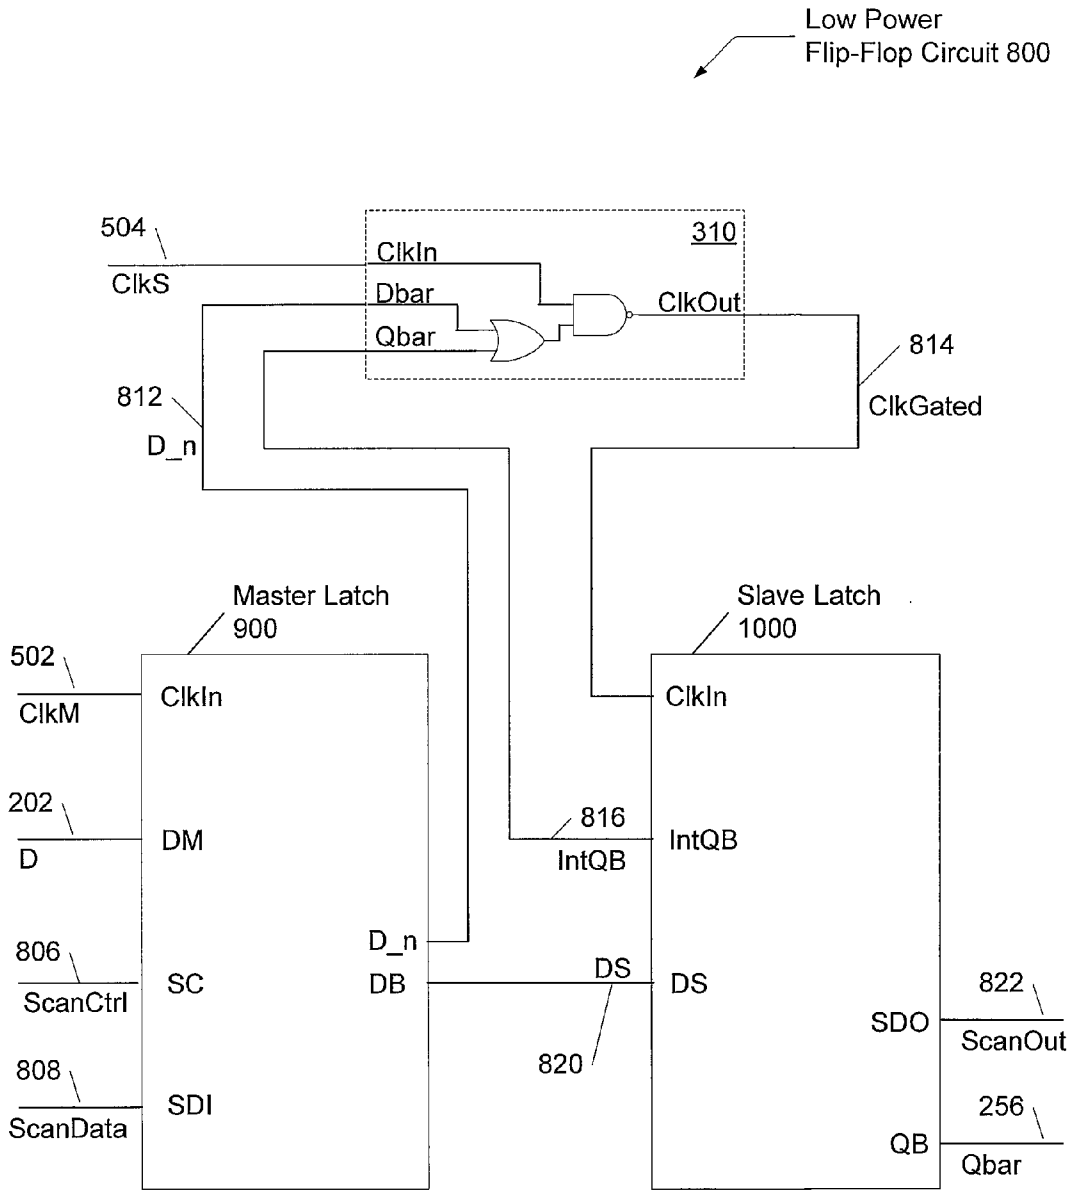 Low Power
Flip-Flop Circuit 800
504
ClkS
310
ClkIn
Dbar
Qbar
ClkOut
814
ClkGated
812
D_n
Master Latch
900
Slave Latch
1000
502
ClkM
ClkIn
ClkIn
202
D
DM
816
IntQB
IntQB
D_n
806
ScanCtrl
SC
DB
DS
DS
820
822
SDO
ScanOut
808
ScanData
SDI
256
QB
Qbar